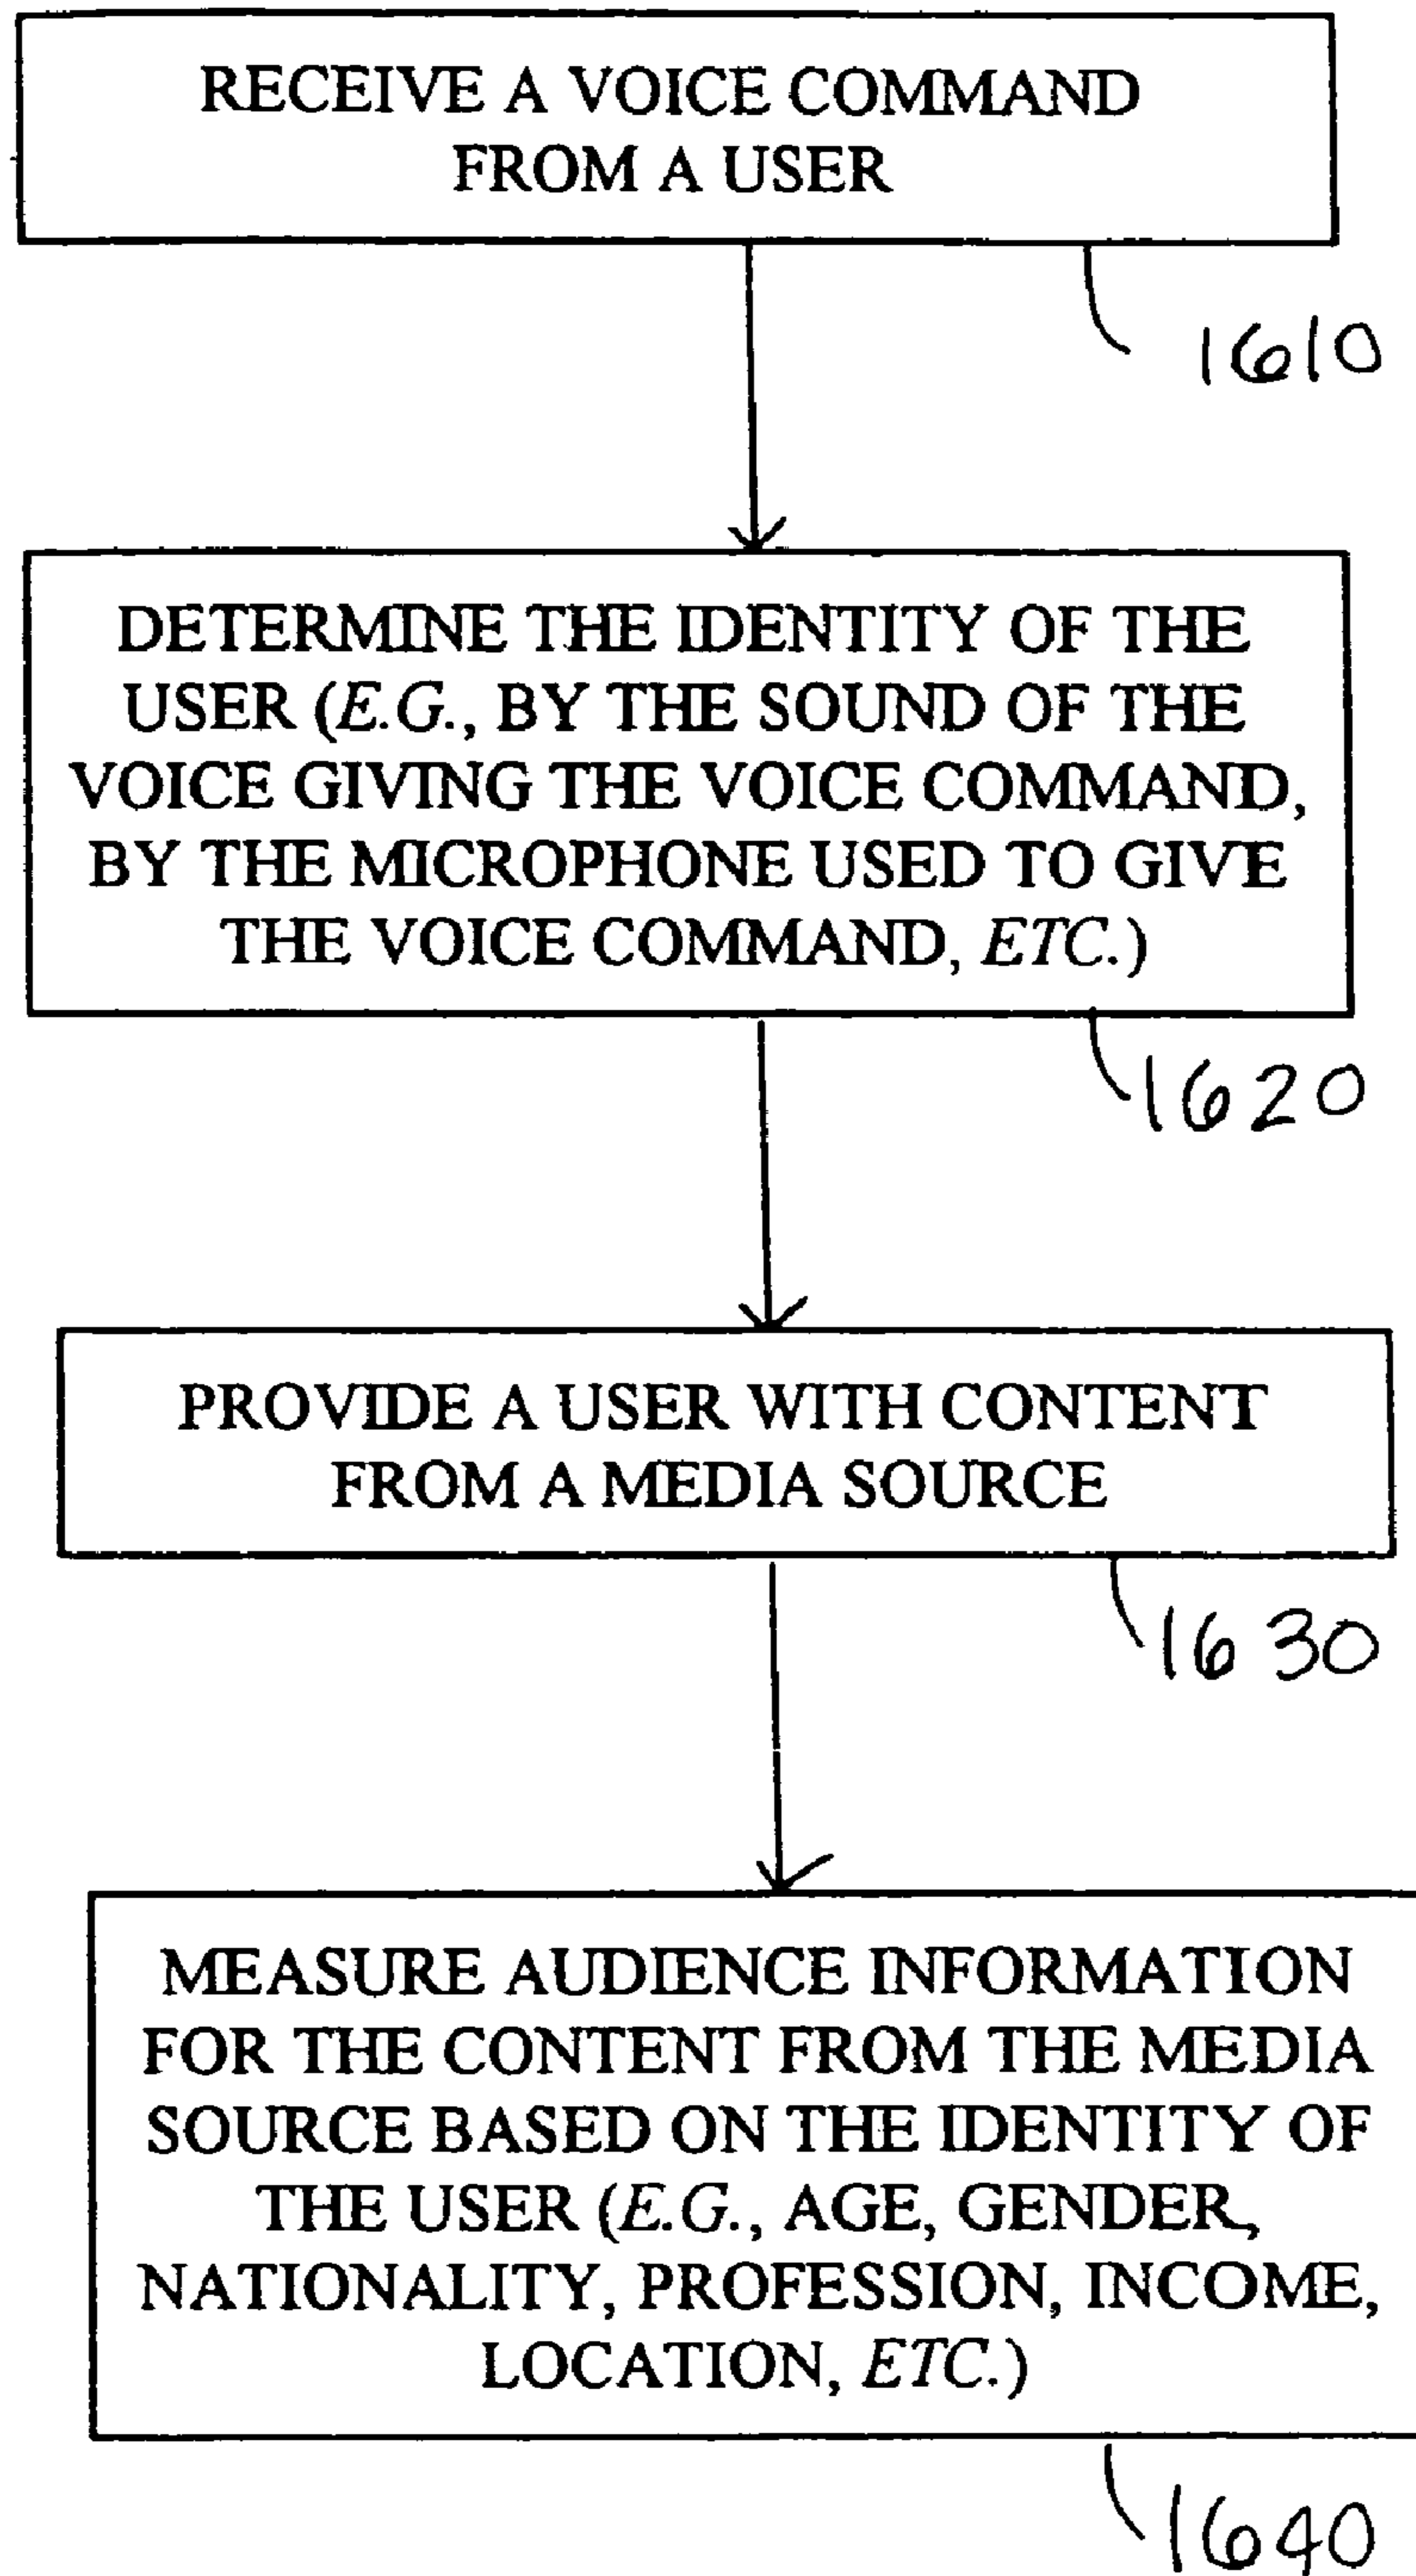 RECEIVE A VOICE COMMAND
FROM A USER
1610
DETERMINE THE IDENTITY OF THE
USER (E.G., BY THE SOUND OF THE
VOICE GIVING THE VOICE COMMAND,
BY THE MICROPHONE USED TO GIVE
THE VOICE COMMAND, ETC.)
1620
PROVIDE A USER WITH CONTENT
FROM A MEDIA SOURCE
1630
MEASURE AUDIENCE INFORMATION
FOR THE CONTENT FROM THE MEDIA
SOURCE BASED ON THE IDENTITY OF
THE USER (E.G., AGE, GENDER,
NATIONALITY, PROFESSION, INCOME,
LOCATION, ETC.)
1640